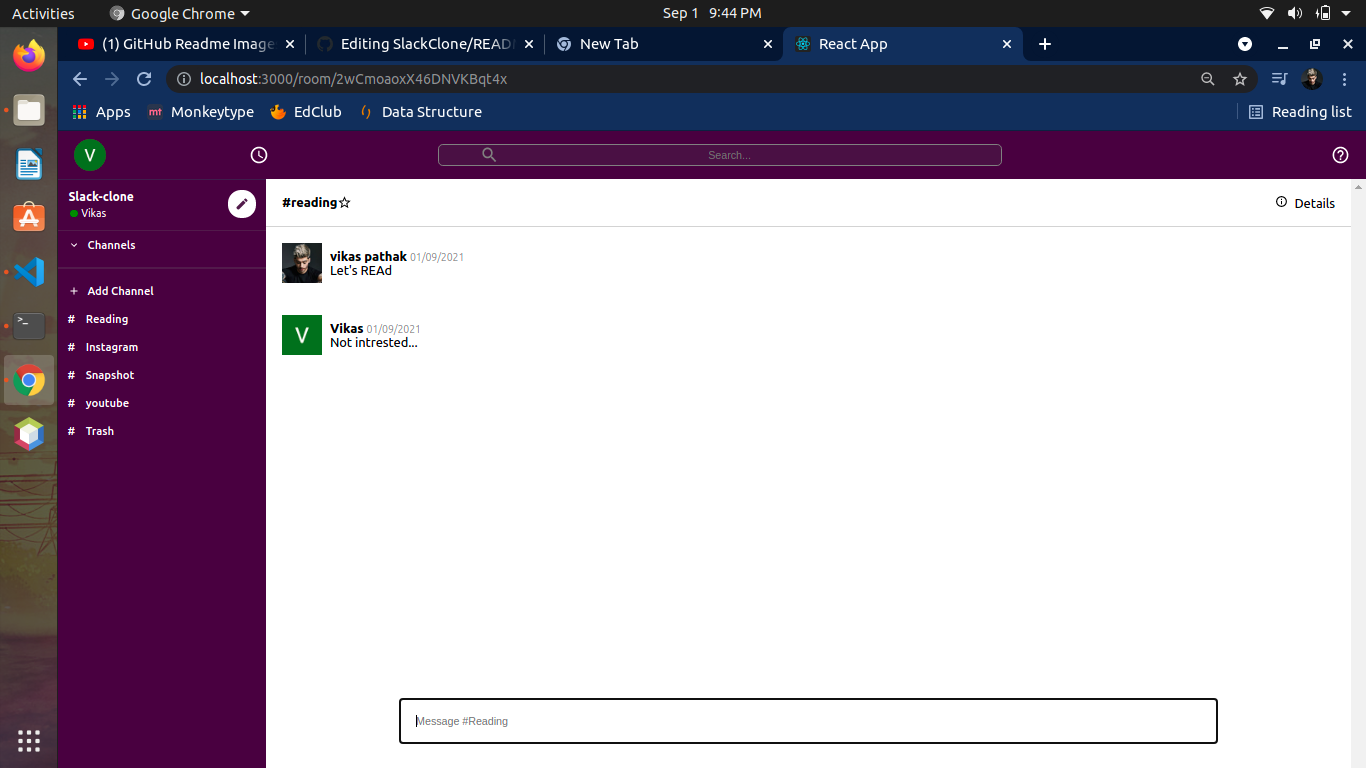 Activities Google Chrome Sep 1 9:44 PM
(1) GitHub Readme Image Editing SlackClone/READ New Tab React App
localhost:3000/room/2wCmoaoxX46DNVKBqt4x
Apps mt Monkeytype EdClub Data Structure Reading list
V Search...
Slack-clone
Vikas
#reading Details
Channels
vikas pathak 01/09/2021
Let's REAd
Add Channel
# Reading
Vikas 01/09/2021
V Not intrested...
# Instagram
# Snapshot
# youtube
# Trash
Message #Reading